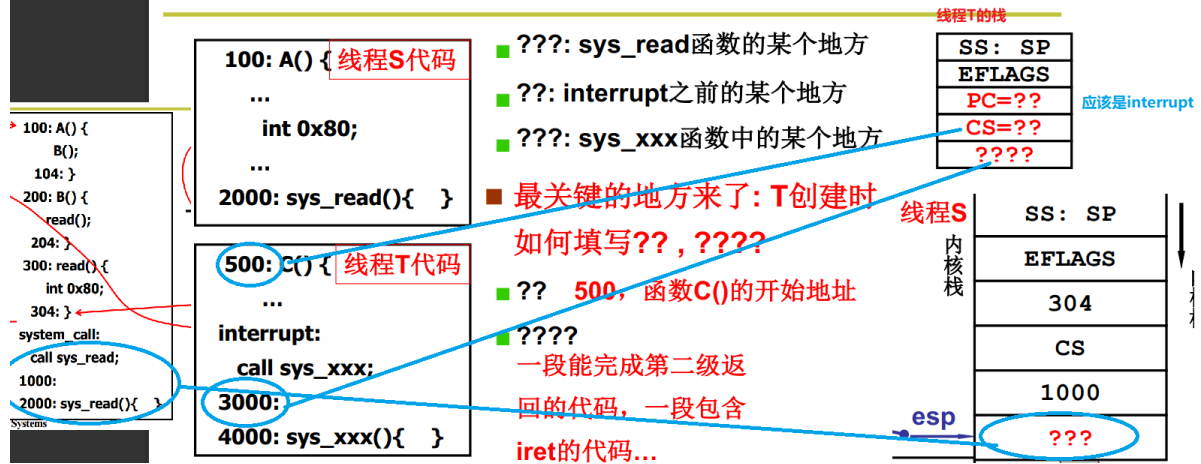 100: A() {
B();
104: }
200: B() {
read();
204: }
300: read() {
int 0x80;
304: }
system_call:
call sys_read;
1000:
2000: sys_read(){ }
Systems
100: A() {
线程S代码
...
int 0x80;
...
2000: sys_read(){ }
500: C() {
线程T代码
...
interrupt:
call sys_xxx;
3000:
4000: sys_xxx(){ }
???: sys_read函数的某个地方
??: interrupt之前的某个地方
???: sys_xxx函数中的某个地方
最关键的地方来了: T创建时
如何填写?? , ????
?? 500，函数C()的开始地址
????
一段能完成第二级返
回的代码，一段包含
iret的代码...
线程T的栈
SS: SP
EFLAGS
PC=??
CS=??
????
应该是interrupt
线程S
内核栈
SS: SP
EFLAGS
304
CS
1000
???
esp